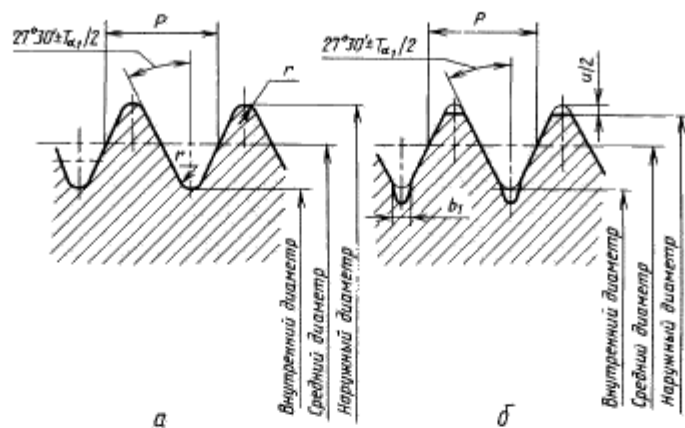 27°30'±Tα₁/2
P
r
r
Внутренний диаметр
Средний диаметр
Наружный диаметр
а
27°30'±Tα₁/2
P
u/2
b₁
Внутренний диаметр
Средний диаметр
Наружный диаметр
б